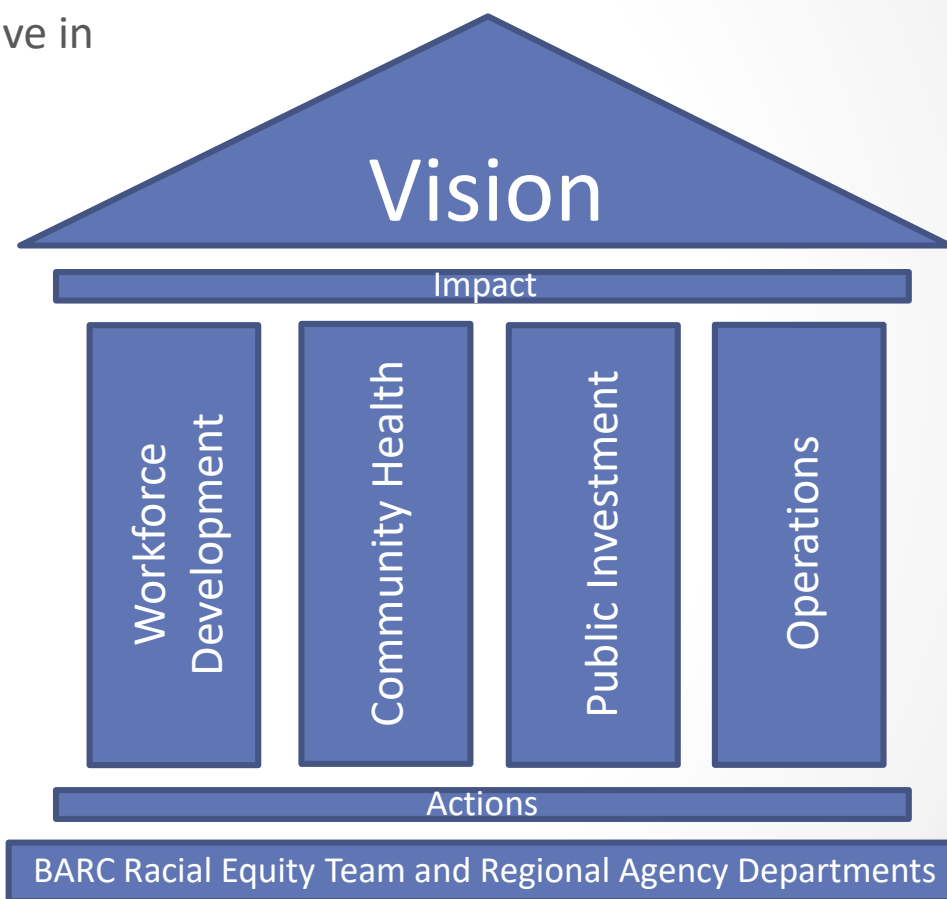 ve in
Vision
Impact
Workforce
Development
Community Health
Public Investment
Operations
Actions
BARC Racial Equity Team and Regional Agency Departments